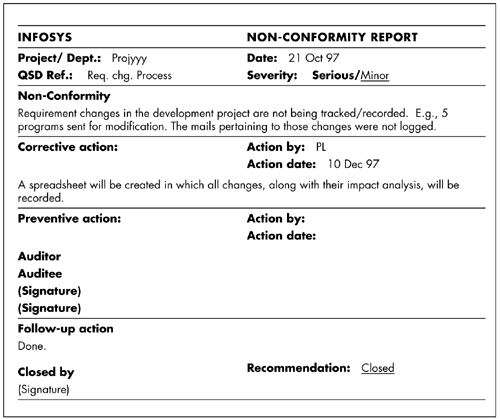 INFOSYS NON-CONFORMITY REPORT
Project/ Dept.: Projyyy Date: 21 Oct 97
QSD Ref.: Req. chg. Process Severity: Serious/Minor
Non-Conformity
Requirement changes in the development project are not being tracked/recorded. E.g., 5
programs sent for modification. The mails pertaining to those changes were not logged.
Corrective action: Action by: PL
Action date: 10 Dec 97
A spreadsheet will be created in which all changes, along with their impact analysis, will be
recorded.
Preventive action: Action by:
Action date:
Auditor
Auditee
(Signature)
(Signature)
Follow-up action
Done.
Closed by Recommendation: Closed
(Signature)